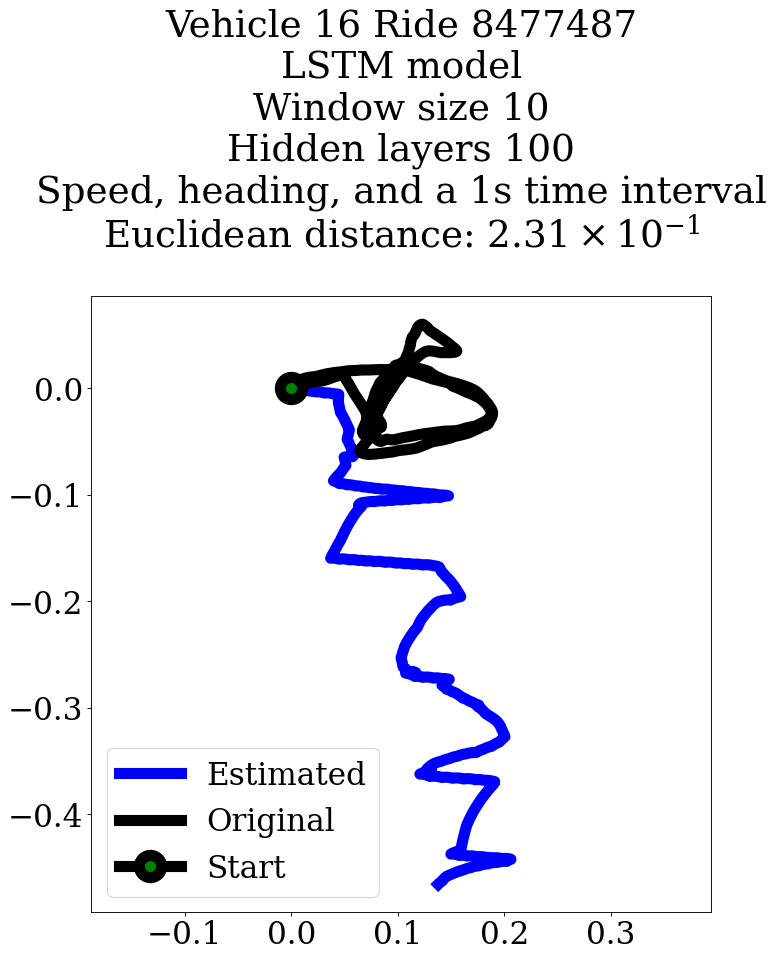 Vehicle 16 Ride 8477487
LSTM model
Window size 10
Hidden layers 100
Speed, heading, and a 1s time interval
Euclidean distance: 2.31 × 10⁻¹
0.0
−0.1
−0.2
−0.3
−0.4
Estimated
Original
Start
−0.1 0.0 0.1 0.2 0.3